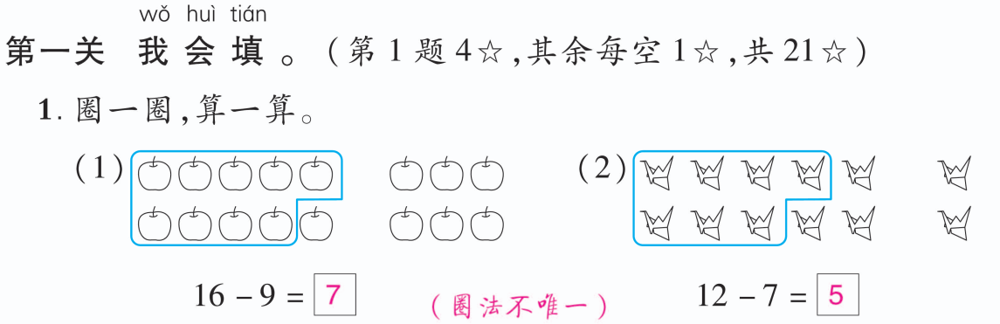 wǒ huì tián
第一关 我会填。(第1题4☆,其余每空1☆,共21☆)
1. 圈一圈,算一算。
(1) (2)
16-9=7 (圈法不唯一) 12-7=5